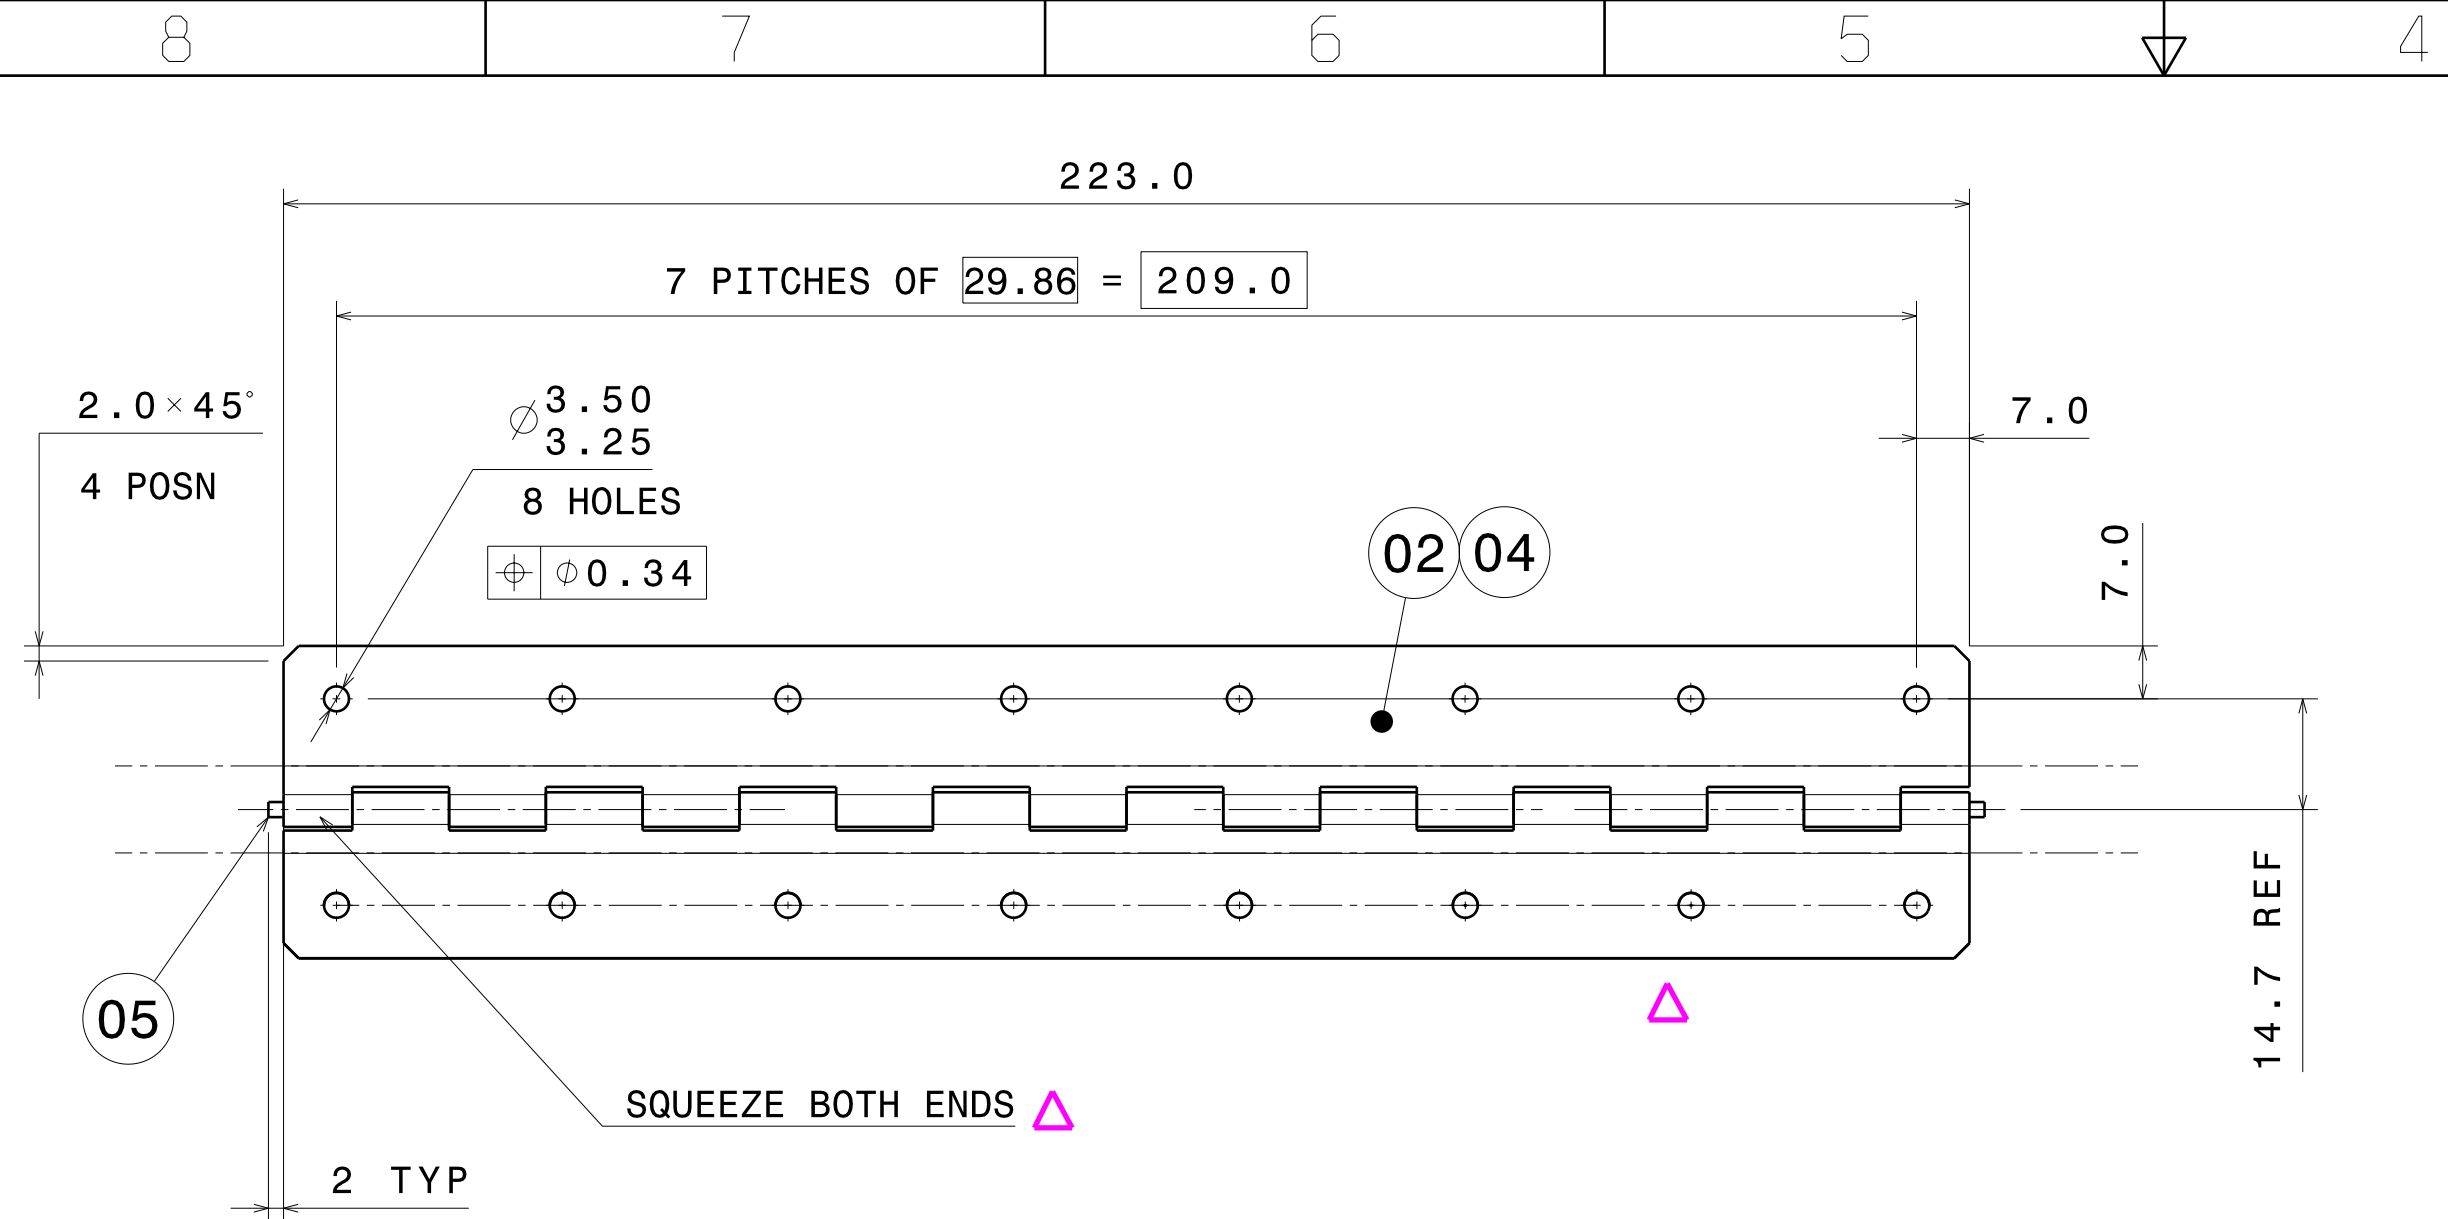 8 7 6 5 4
223.0
7 PITCHES OF 29.86 = 209.0
2.0×45°
4 POSN
⌀3.50
3.25
8 HOLES
⌖ ⌀0.34
7.0
02 04
7.0
14.7 REF
05
SQUEEZE BOTH ENDS
2 TYP